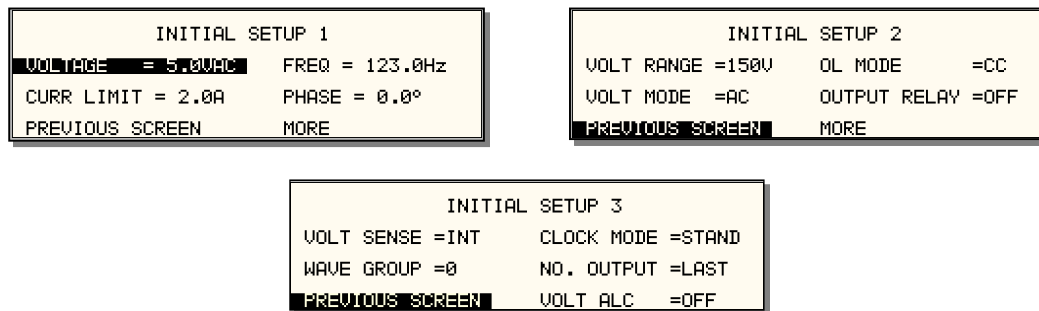 INITIAL SETUP 1
VOLTAGE = 5.0VAC FREQ = 123.0Hz
CURR LIMIT = 2.0A PHASE = 0.0°
PREVIOUS SCREEN MORE
INITIAL SETUP 2
VOLT RANGE =150V OL MODE =CC
VOLT MODE =AC OUTPUT RELAY =OFF
PREVIOUS SCREEN MORE
INITIAL SETUP 3
VOLT SENSE =INT CLOCK MODE =STAND
WAVE GROUP =0 NO. OUTPUT =LAST
PREVIOUS SCREEN VOLT ALC =OFF